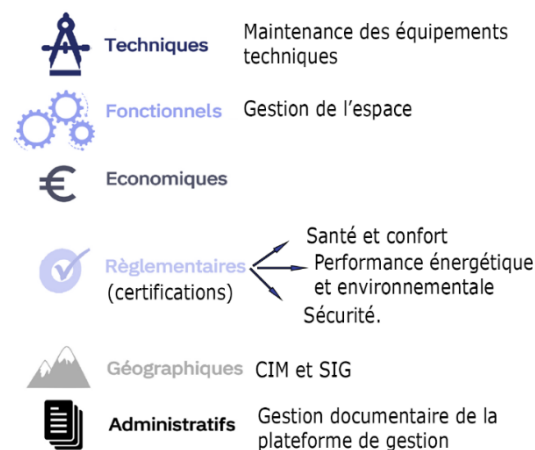 Techniques
Maintenance des équipements
techniques
Fonctionnels
Gestion de l’espace
€
Economiques
Règlementaires
(certifications)
Santé et confort
Performance énergétique
et environnementale
Sécurité.
Géographiques
CIM et SIG
Administratifs
Gestion documentaire de la
plateforme de gestion